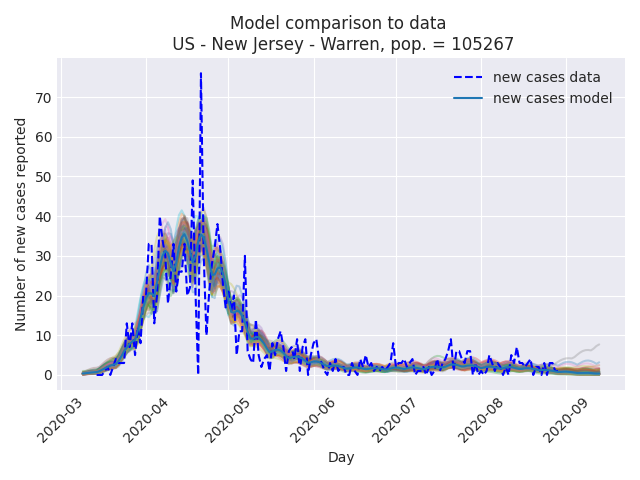 Model comparison to data
US - New Jersey - Warren, pop. = 105267
new cases data
new cases model
Number of new cases reported
70
60
50
40
30
20
10
0
2020-03
2020-04
2020-05
2020-06
2020-07
2020-08
2020-09
Day